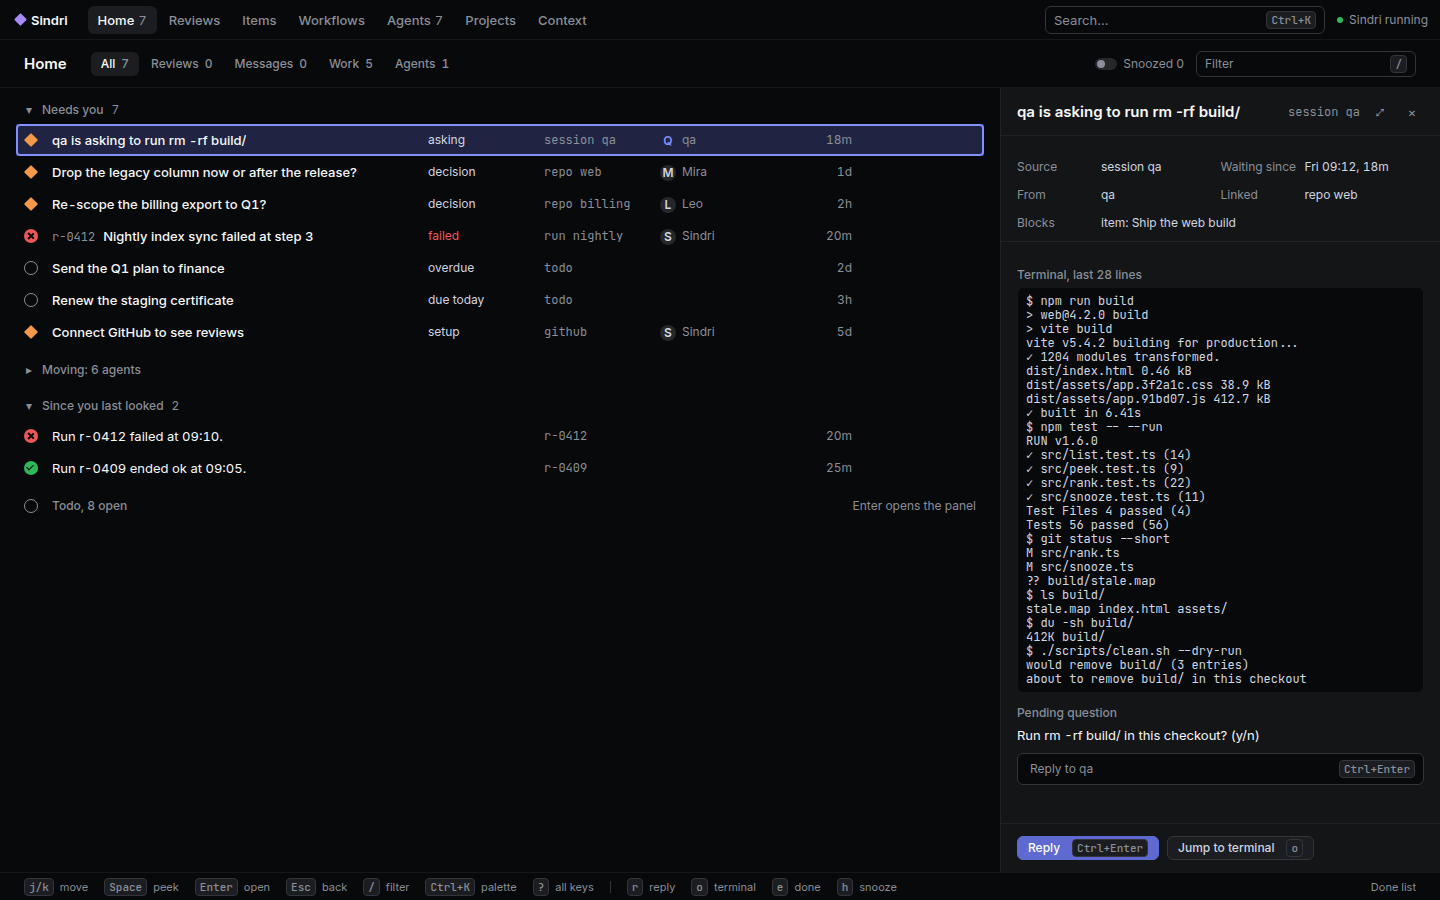 Sindri Home 7 Reviews Items Workflows Agents 7 Projects Context Search... Ctrl+K Sindri running
Home All 7 Reviews 0 Messages 0 Work 5 Agents 1 Snoozed 0 Filter /
Needs you 7
qa is asking to run rm -rf build/ asking session qa Q qa 18m
Drop the legacy column now or after the release? decision repo web M Mira 1d
Re-scope the billing export to Q1? decision repo billing L Leo 2h
r-0412 Nightly index sync failed at step 3 failed run nightly S Sindri 20m
Send the Q1 plan to finance overdue todo 2d
Renew the staging certificate due today todo 3h
Connect GitHub to see reviews setup github S Sindri 5d
Moving: 6 agents
Since you last looked 2
Run r-0412 failed at 09:10. r-0412 20m
Run r-0409 ended ok at 09:05. r-0409 25m
Todo, 8 open Enter opens the panel
qa is asking to run rm -rf build/ session qa
Source session qa Waiting since Fri 09:12, 18m
From qa Linked repo web
Blocks item: Ship the web build
Terminal, last 28 lines
$ npm run build
> web@4.2.0 build
> vite build
vite v5.4.2 building for production...
✓ 1204 modules transformed.
dist/index.html 0.46 kB
dist/assets/app.3f2a1c.css 38.9 kB
dist/assets/app.91bd07.js 412.7 kB
✓ built in 6.41s
$ npm test -- --run
RUN v1.6.0
✓ src/list.test.ts (14)
✓ src/peek.test.ts (9)
✓ src/rank.test.ts (22)
✓ src/snooze.test.ts (11)
Test Files 4 passed (4)
Tests 56 passed (56)
$ git status --short
M src/rank.ts
M src/snooze.ts
?? build/stale.map
$ ls build/
stale.map index.html assets/
$ du -sh build/
412K build/
$ ./scripts/clean.sh --dry-run
would remove build/ (3 entries)
about to remove build/ in this checkout
Pending question
Run rm -rf build/ in this checkout? (y/n)
Reply to qa Ctrl+Enter
Reply Ctrl+Enter Jump to terminal o
j/k move Space peek Enter open Esc back / filter Ctrl+K palette ? all keys r reply o terminal e done h snooze Done list